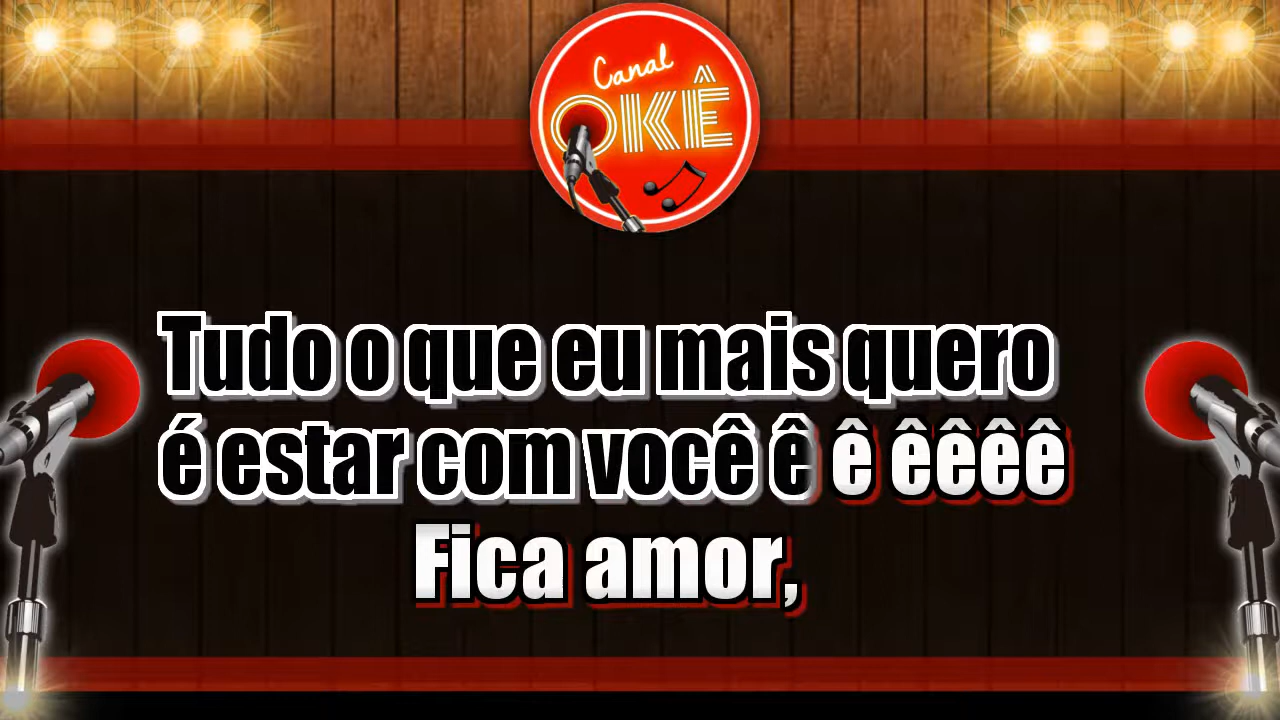 Canal
OKÊ
Tudo o que eu mais quero
é estar com você ê ê êêêê
Fica amor,